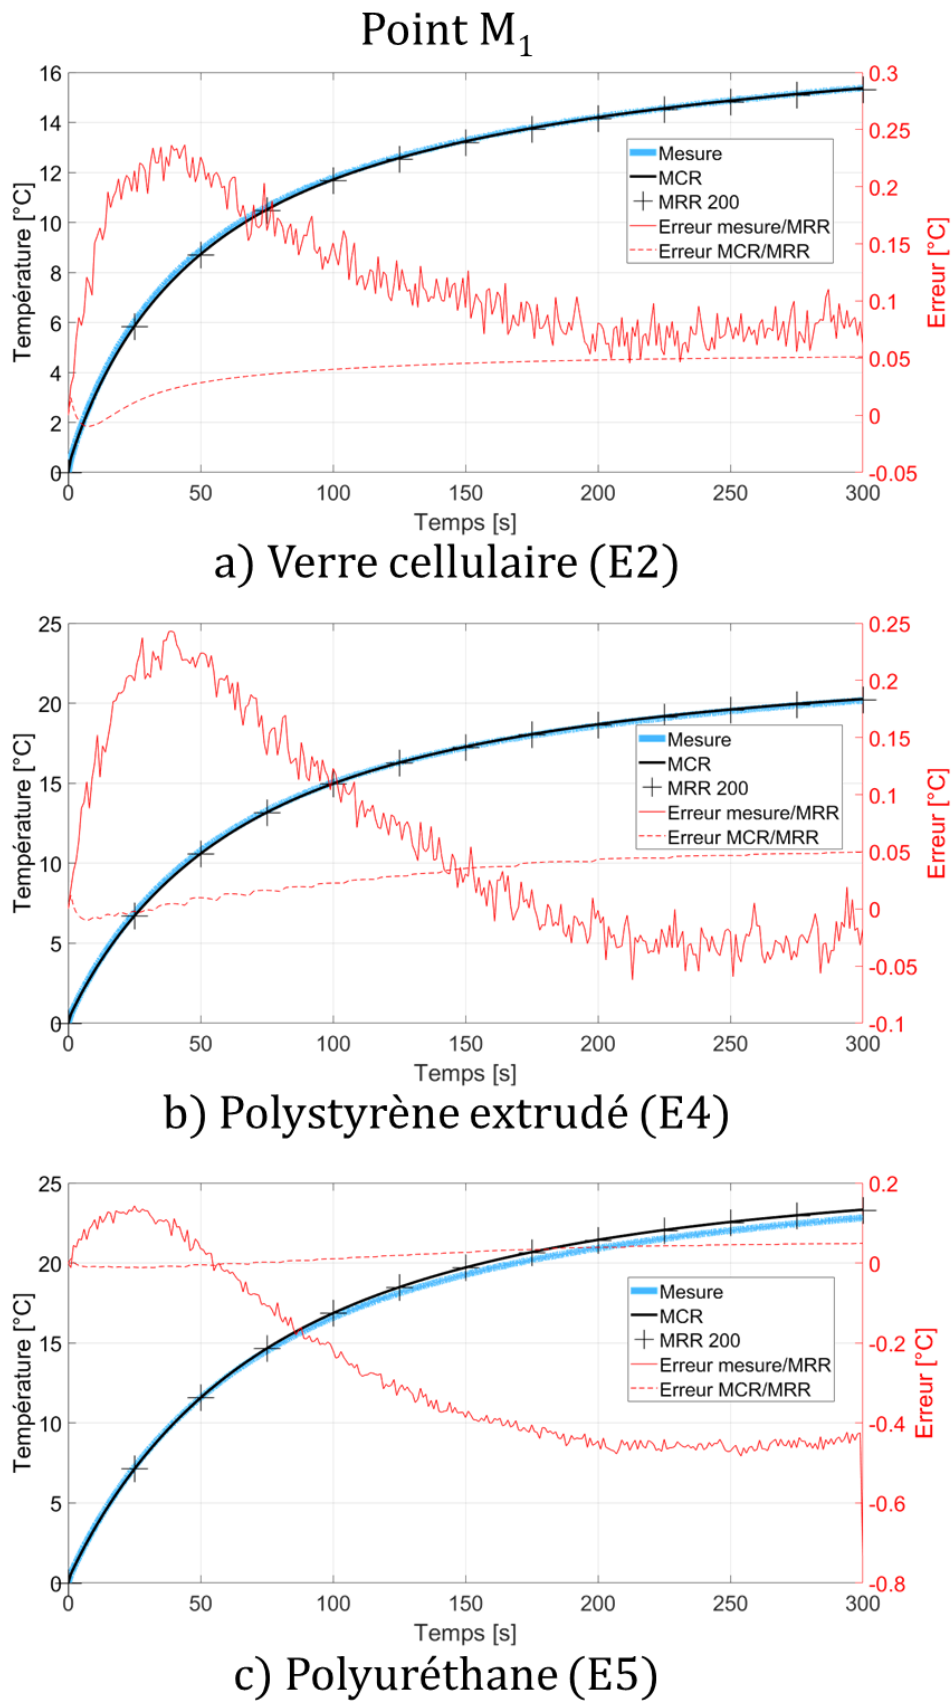 Point M₁
16
14
12
10
8
6
4
2
0
Température [°C]
0.3
0.25
0.2
0.15
0.1
0.05
0
-0.05
Erreur [°C]
Mesure
MCR
MRR 200
Erreur mesure/MRR
Erreur MCR/MRR
0 50 100 150 200 250 300
Temps [s]
a) Verre cellulaire (E2)
25
20
15
10
5
0
Température [°C]
0.25
0.2
0.15
0.1
0.05
0
-0.05
-0.1
Erreur [°C]
Mesure
MCR
MRR 200
Erreur mesure/MRR
Erreur MCR/MRR
0 50 100 150 200 250 300
Temps [s]
b) Polystyrène extrudé (E4)
25
20
15
10
5
0
Température [°C]
0.2
0
-0.2
-0.4
-0.6
-0.8
Erreur [°C]
Mesure
MCR
MRR 200
Erreur mesure/MRR
Erreur MCR/MRR
0 50 100 150 200 250 300
Temps [s]
c) Polyuréthane (E5)